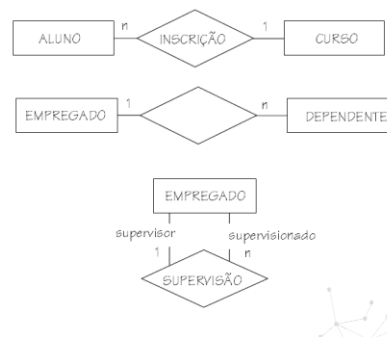 ALUNO n INSCRIÇÃO 1 CURSO
EMPREGADO 1 n DEPENDENTE
EMPREGADO
supervisor supervisionado
1 n
SUPERVISÃO